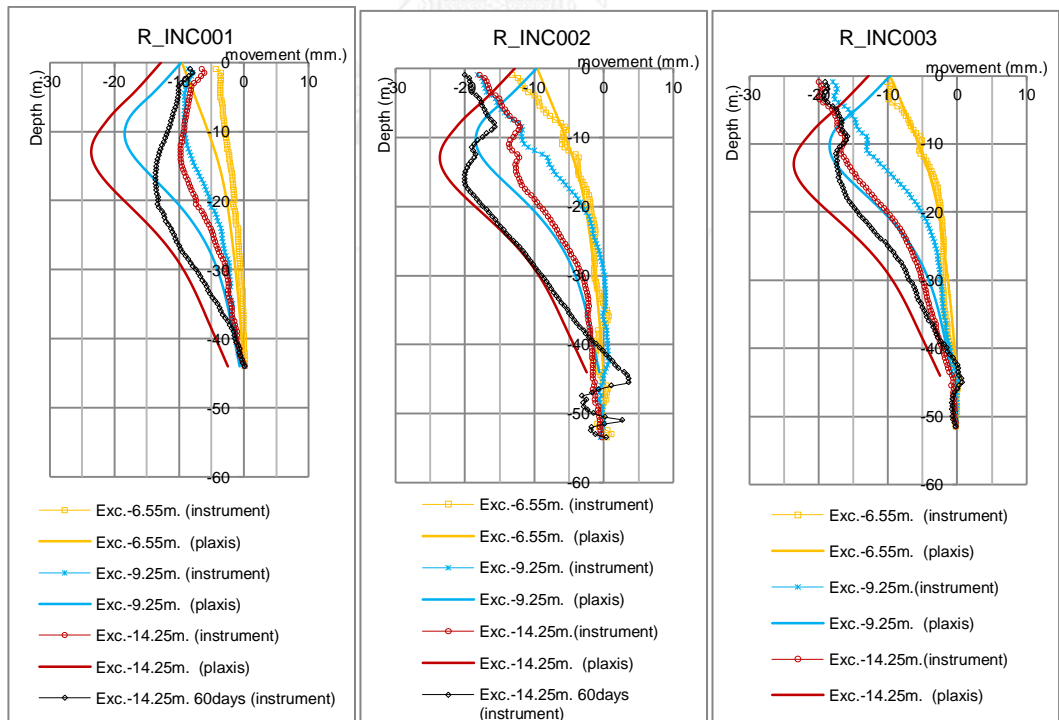 R_INC001
movement (mm.)
-30
-20
-10
0
10
Depth (m.)
0
-10
-20
-30
-40
-50
-60
Exc.-6.55m. (instrument)
Exc.-6.55m. (plaxis)
Exc.-9.25m. (instrument)
Exc.-9.25m. (plaxis)
Exc.-14.25m. (instrument)
Exc.-14.25m. (plaxis)
Exc.-14.25m. 60days (instrument)
R_INC002
movement (mm.)
-30
-20
-10
0
10
Depth (m.)
0
-10
-20
-30
-40
-50
-60
Exc.-6.55m. (instrument)
Exc.-6.55m. (plaxis)
Exc.-9.25m. (instrument)
Exc.-9.25m. (plaxis)
Exc.-14.25m.(instrument)
Exc.-14.25m. (plaxis)
Exc.-14.25m. 60days
(instrument)
R_INC003
movement (mm.)
-30
-20
-10
0
10
Depth (m.)
0
-10
-20
-30
-40
-50
-60
Exc.-6.55m. (instrument)
Exc.-6.55m. (plaxis)
Exc.-9.25m.(instrument)
Exc.-9.25m. (plaxis)
Exc.-14.25m.(instrument)
Exc.-14.25m. (plaxis)